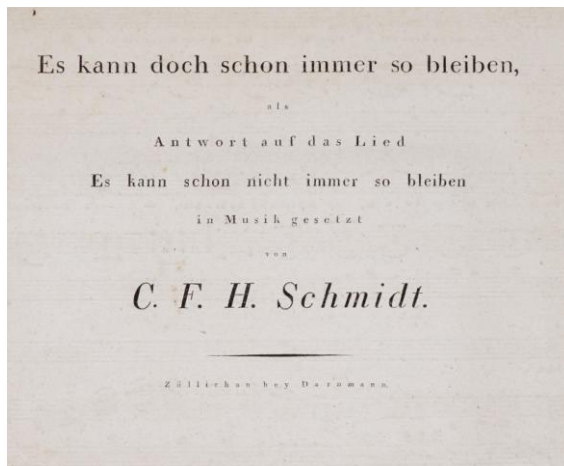 Es kann doch schon immer so bleiben,
als
Antwort auf das Lied
Es kann schon nicht immer so bleiben
in Musik gesetzt
von
C. F. H. Schmidt.
Züllichau bey Darnmann.